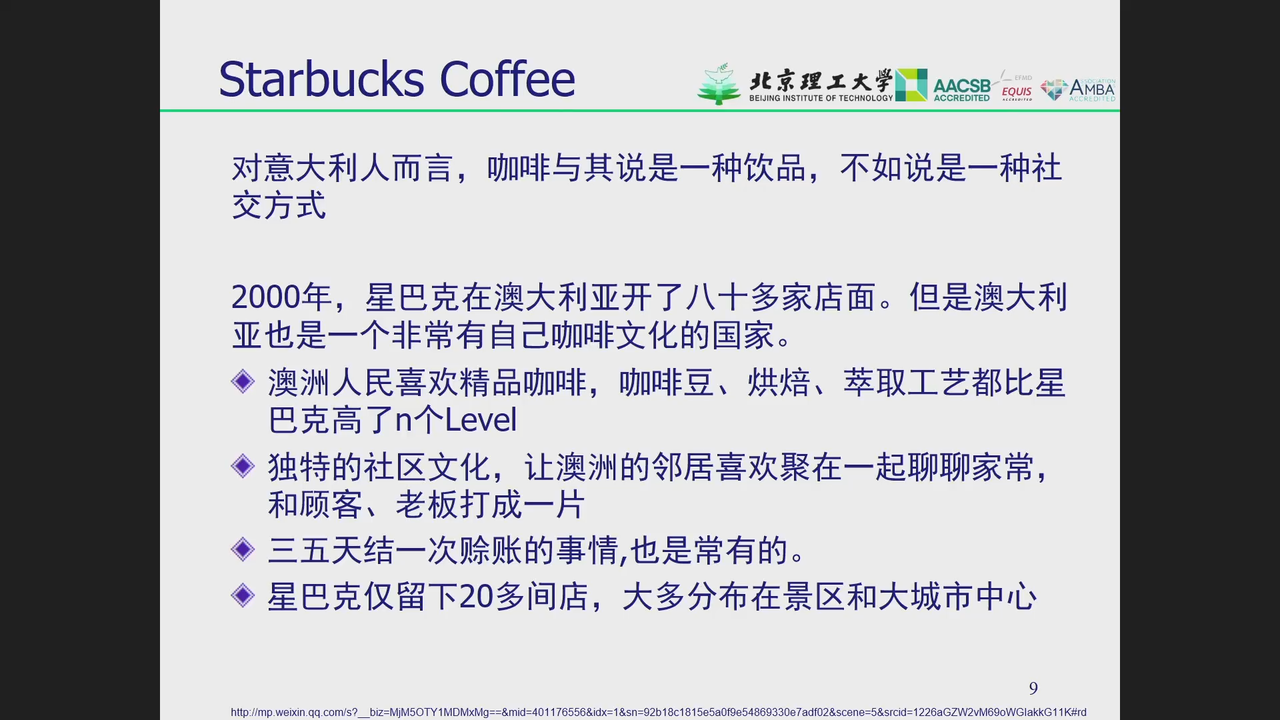 Starbucks Coffee
北京理工大学
BEIJING INSTITUTE OF TECHNOLOGY
AACSB
ACCREDITED
EFMD
EQUIS
ACCREDITED
ASSOCIATION
AMBA
ACCREDITED
对意大利人而言，咖啡与其说是一种饮品，不如说是一种社
交方式
2000年，星巴克在澳大利亚开了八十多家店面。但是澳大利
亚也是一个非常有自己咖啡文化的国家。
澳洲人民喜欢精品咖啡，咖啡豆、烘焙、萃取工艺都比星
巴克高了n个Level
独特的社区文化，让澳洲的邻居喜欢聚在一起聊聊家常，
和顾客、老板打成一片
三五天结一次赊账的事情,也是常有的。
星巴克仅留下20多间店，大多分布在景区和大城市中心
9
http://mp.weixin.qq.com/s?__biz=MjM5OTY1MDMxMg==&mid=401176556&idx=1&sn=92b18c1815e5a0f9e54869330e7adf02&scene=5&srcid=1226aGZW2vM69oWGIakkG11K#rd